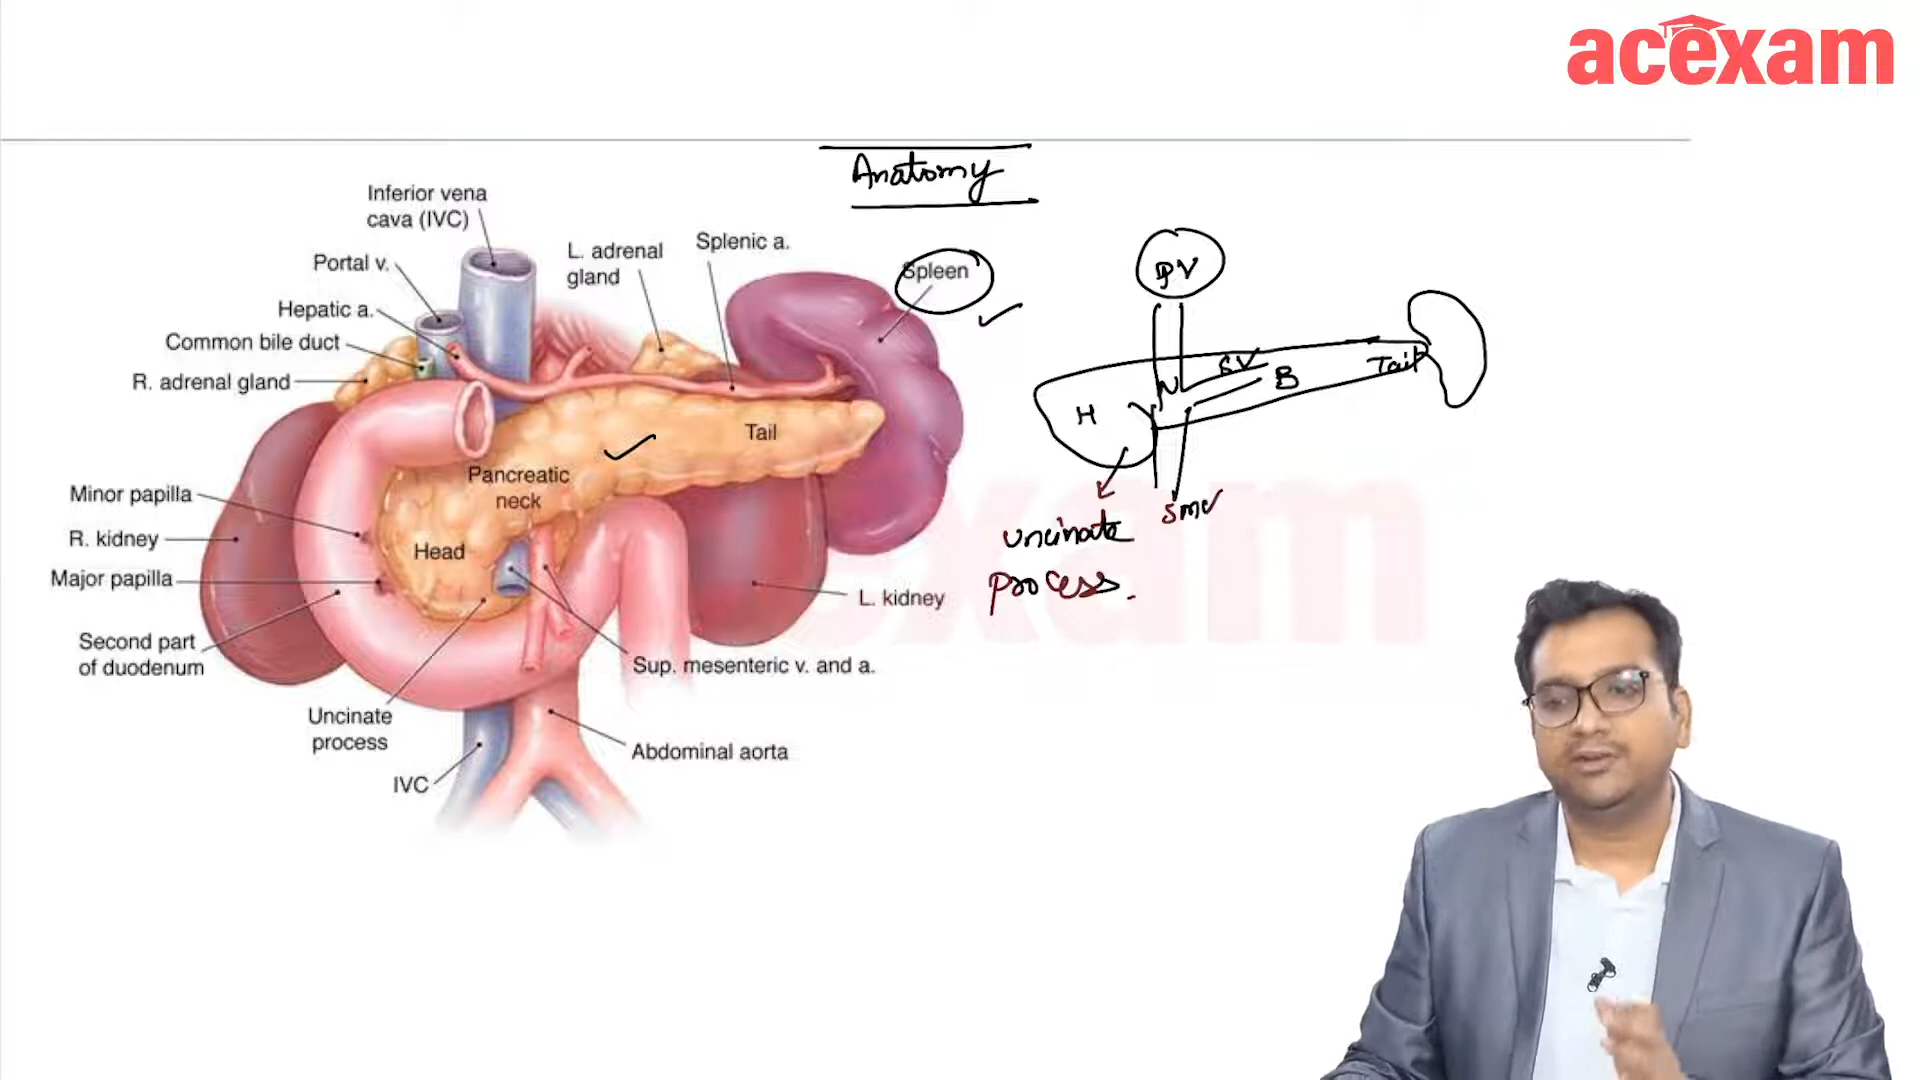 acexam
Anatomy
Inferior vena
cava (IVC)
Portal v.
Hepatic a.
Common bile duct
R. adrenal gland
L. adrenal
gland
Splenic a.
Spleen
Tail
Pancreatic
neck
Head
Minor papilla
R. kidney
Major papilla
Second part
of duodenum
Uncinate
process
IVC
Abdominal aorta
Sup. mesenteric v. and a.
L. kidney
PV
SV
N
B
H
Tail
SMV
Uncinate
process.
exam